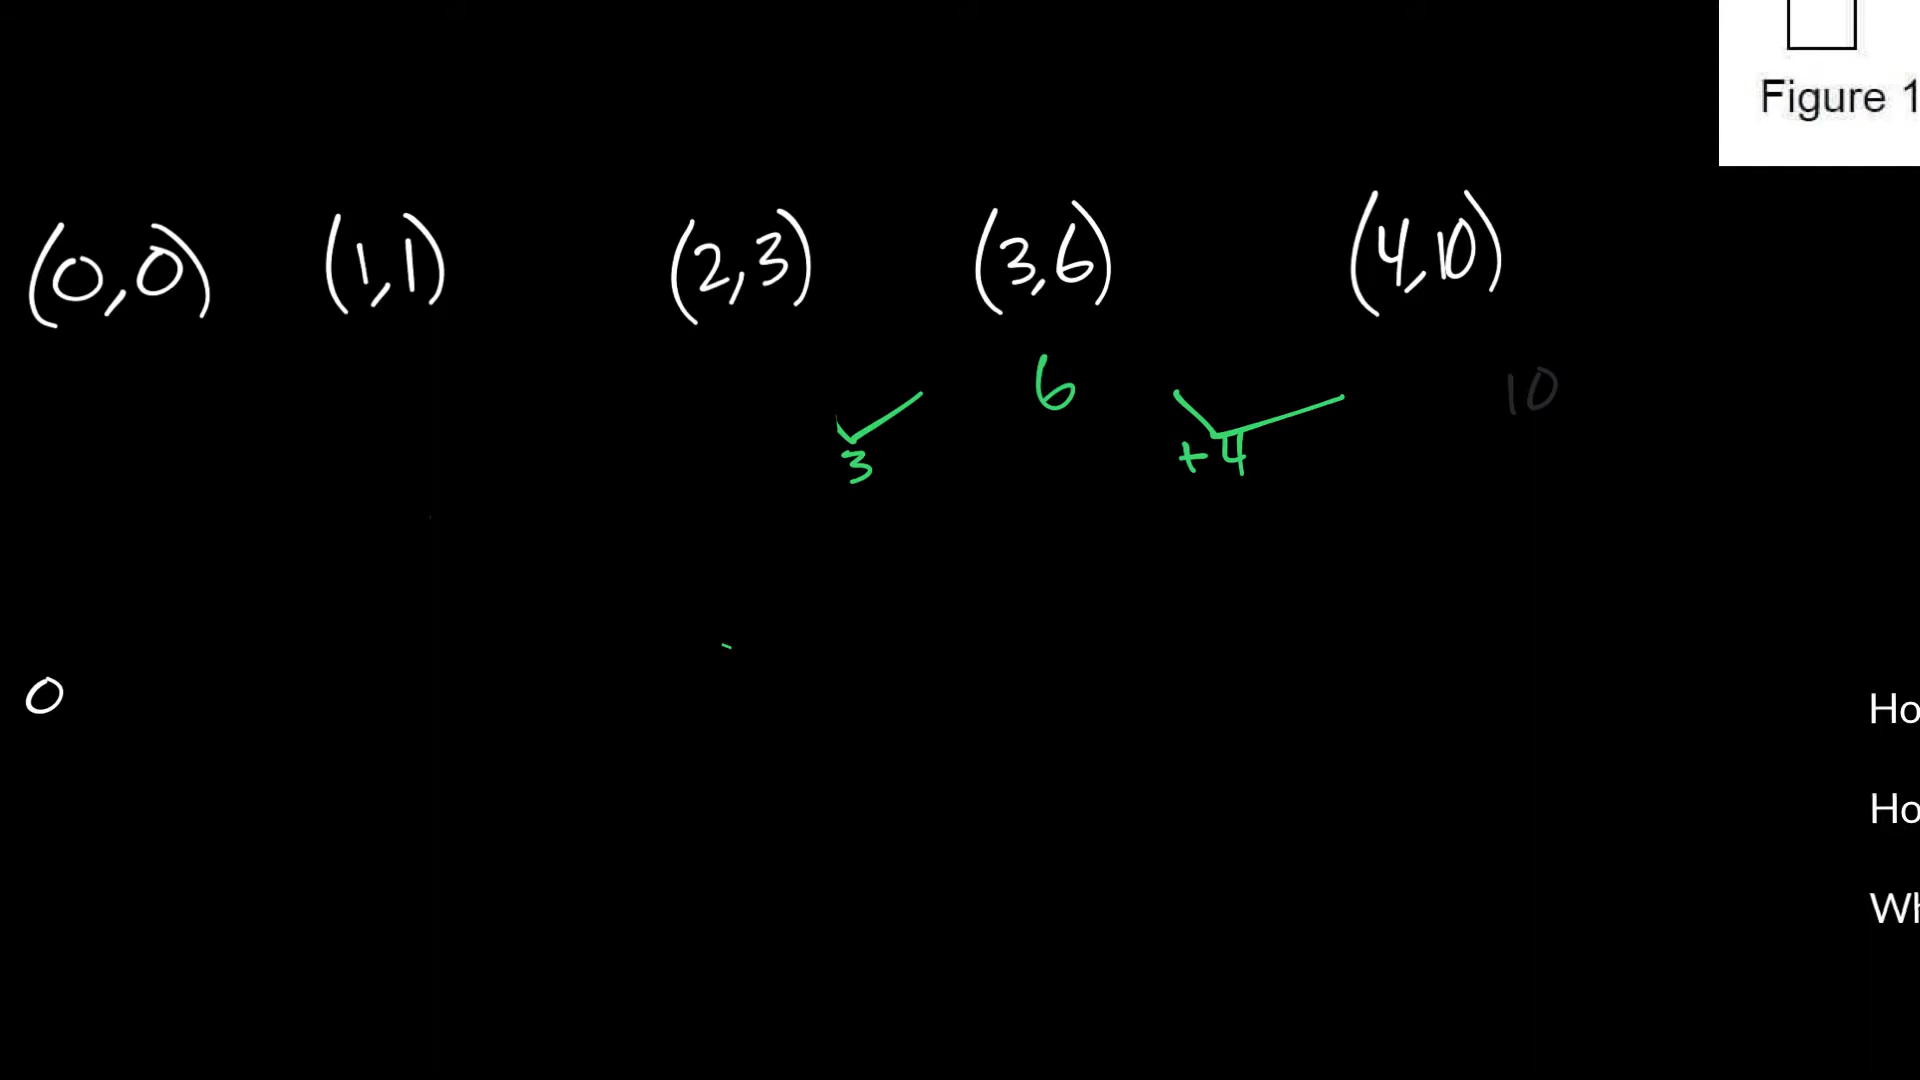 Figure 1
(0,0) (1,1) (2,3) (3,6) (4,10)
6 10
3 +4
0
Ho
Ho
Wh